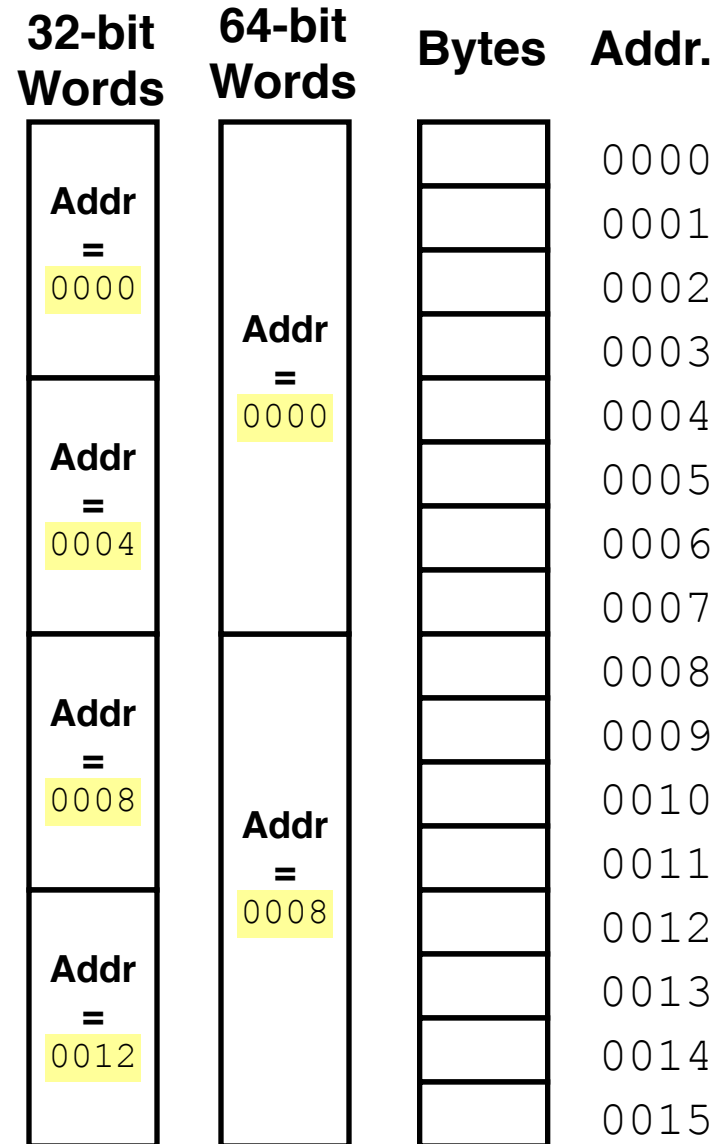 32-bit
Words
64-bit
Words
Bytes
Addr.
Addr
=
0000
Addr
=
0004
Addr
=
0008
Addr
=
0012
Addr
=
0000
Addr
=
0008
0000
0001
0002
0003
0004
0005
0006
0007
0008
0009
0010
0011
0012
0013
0014
0015